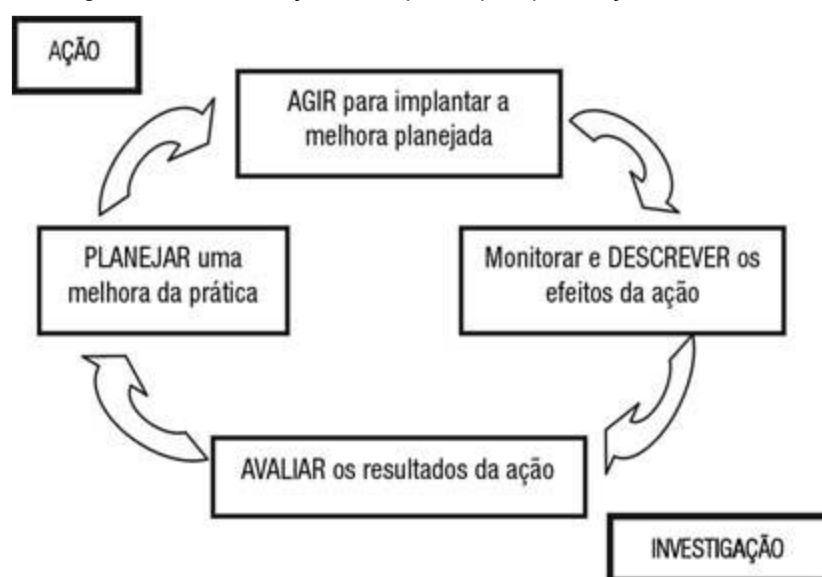 AÇÃO
AGIR para implantar a
melhora planejada
PLANEJAR uma
melhora da prática
Monitorar e DESCREVER os
efeitos da ação
AVALIAR os resultados da ação
INVESTIGAÇÃO